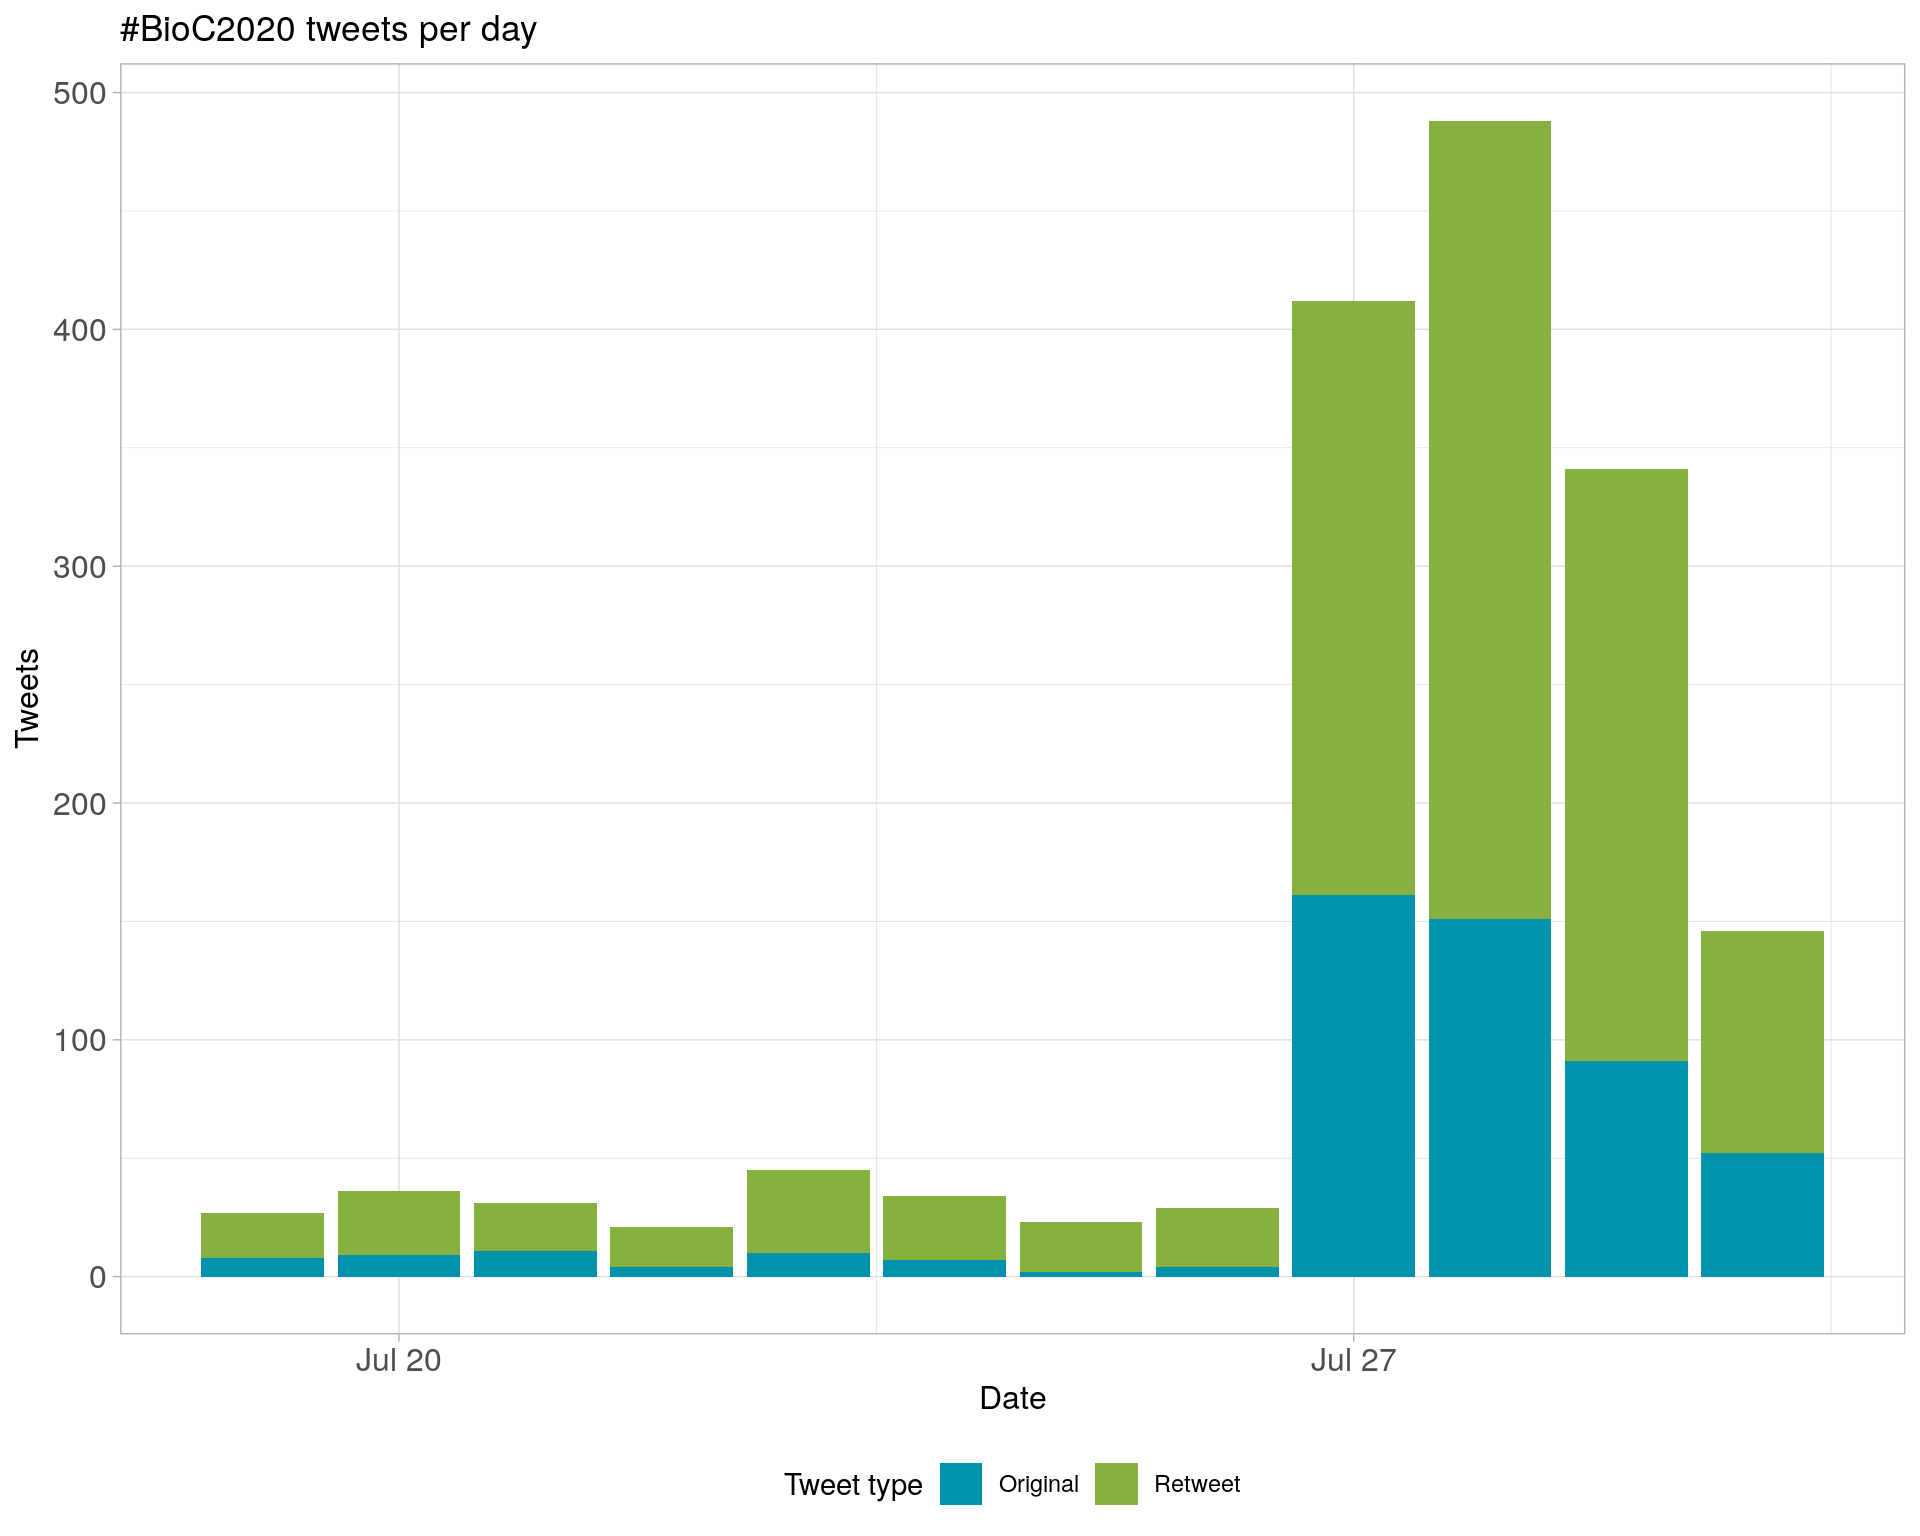 #BioC2020 tweets per day
500
400
300
200
100
0
Tweets
Jul 20 Jul 27
Date
Tweet type Original Retweet